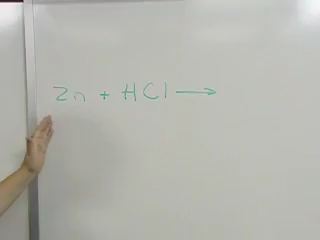 Zn + HCl →